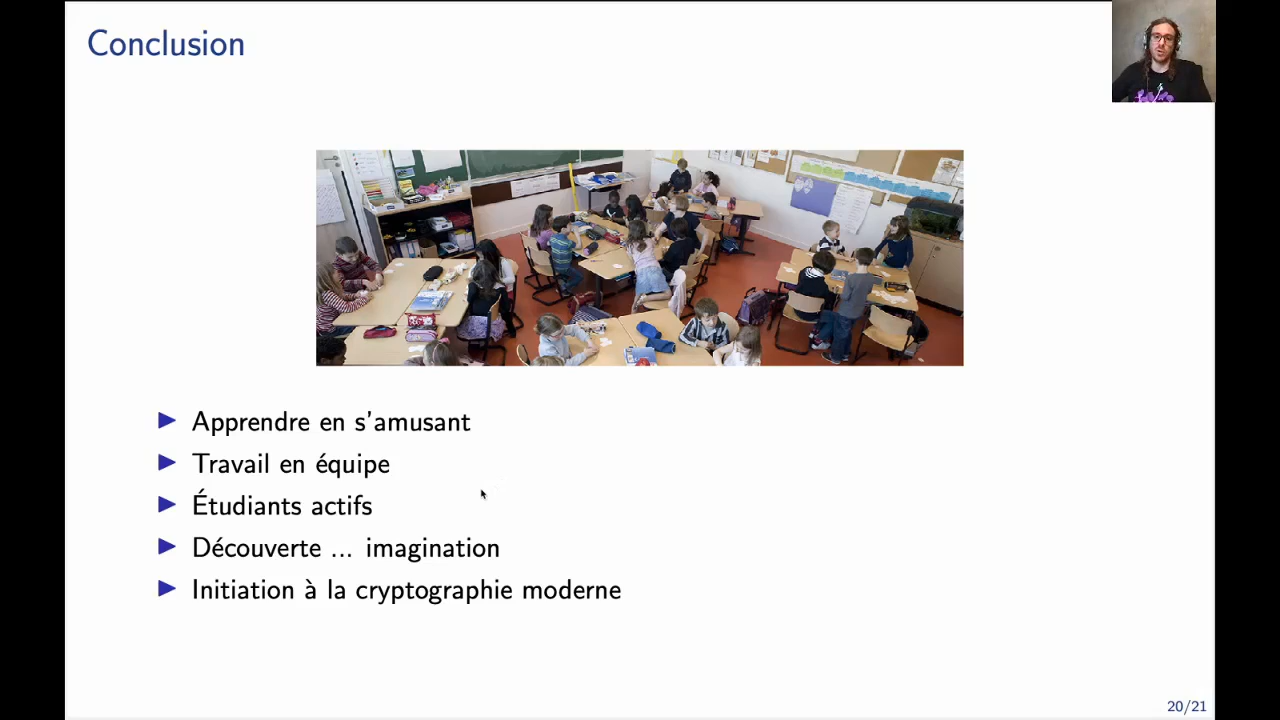 Conclusion
Apprendre en s'amusant
Travail en équipe
Étudiants actifs
Découverte ... imagination
Initiation à la cryptographie moderne
20/21